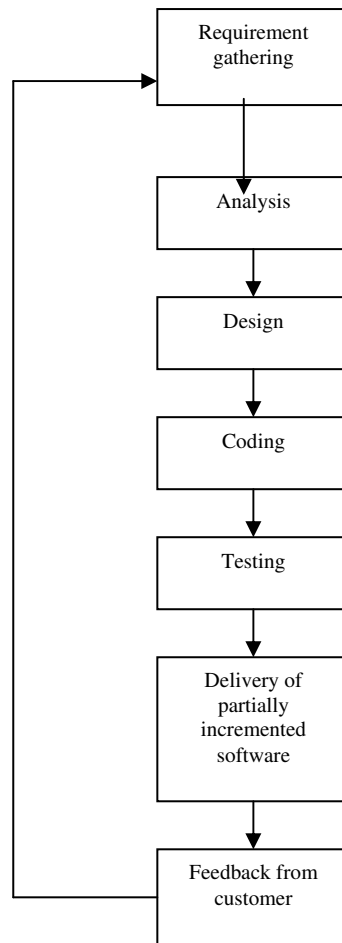 Requirement
gathering
Analysis
Design
Coding
Testing
Delivery of
partially
incremented
software
Feedback from
customer